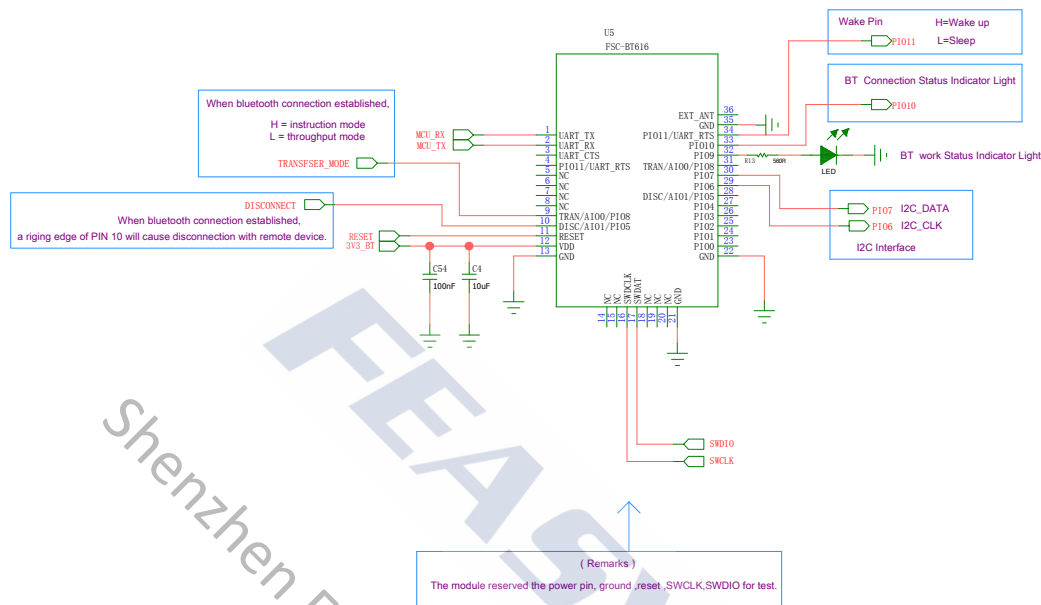 Wake Pin H=Wake up
PIO11 L=Sleep
BT Connection Status Indicator Light
PIO10
U5
FSC-BT616
When bluetooth connection established,
H = instruction mode
L = throughput mode
MCU_RX
MCU_TX
TRANSFSER_MODE
DISCONNECT
When bluetooth connection established,
a riging edge of PIN 10 will cause disconnection with remote device.
RESET
3V3_BT
C54
100nF
C4
10uF
1 UART_TX
2 UART_RX
3 UART_CTS
4 PIO11/UART_RTS
5 NC
6 NC
7 NC
8 NC
9 TRAN/AIO0/PIO8
10 DISC/AIO1/PIO5
11 RESET
12 VDD
13 GND
EXT_ANT 36
GND 35
PIO11/UART_RTS 34
PIO10 33
PIO9 32
TRAN/AIO0/PIO8 31
PIO7 30
PIO6 29
DISC/AIO1/PIO5 28
PIO4 27
PIO3 26
PIO2 25
PIO1 24
PIO0 23
GND 22
14 NC
15 NC
16 SWDCLK
17 SWDAT
18 NC
19 NC
20 NC
21 GND
R13 560R
LED
BT work Status Indicator Light
PIO7 I2C_DATA
PIO6 I2C_CLK
I2C Interface
SWDIO
SWCLK
( Remarks )
The module reserved the power pin, ground ,reset ,SWCLK,SWDIO for test.
Shenzhen
FEASY